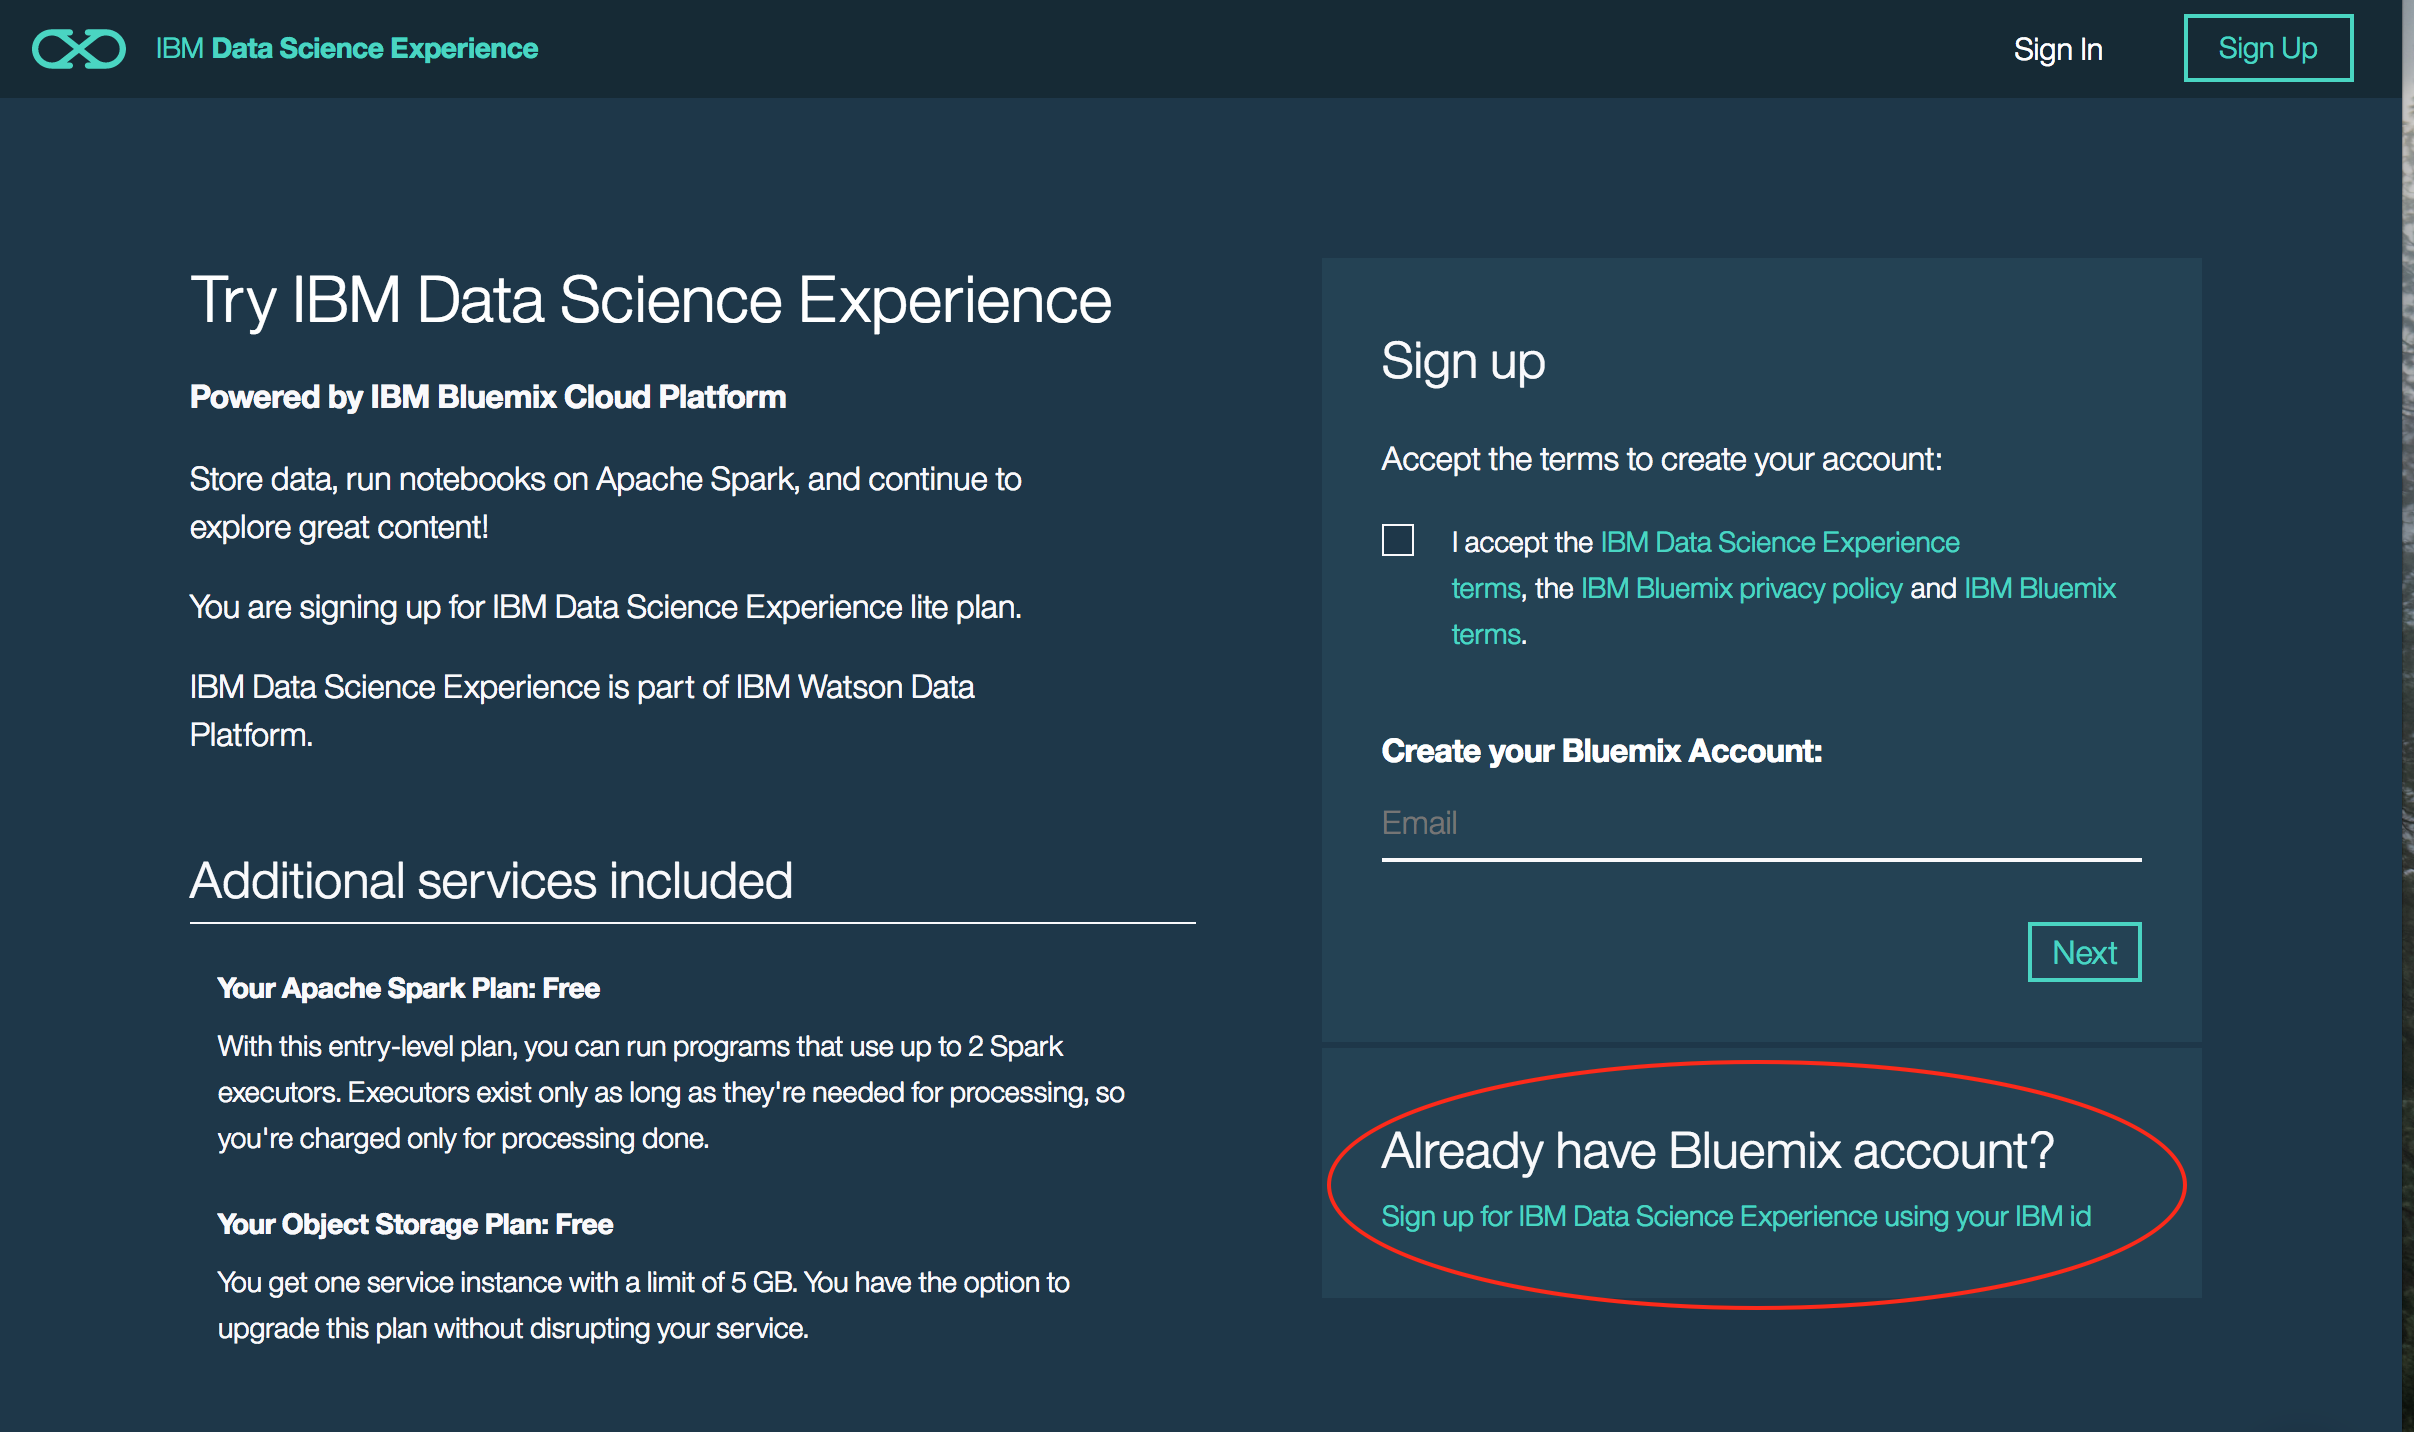 IBM Data Science Experience
Sign In
Sign Up
Try IBM Data Science Experience
Powered by IBM Bluemix Cloud Platform
Store data, run notebooks on Apache Spark, and continue to
explore great content!
You are signing up for IBM Data Science Experience lite plan.
IBM Data Science Experience is part of IBM Watson Data
Platform.
Additional services included
Your Apache Spark Plan: Free
With this entry-level plan, you can run programs that use up to 2 Spark
executors. Executors exist only as long as they're needed for processing, so
you're charged only for processing done.
Your Object Storage Plan: Free
You get one service instance with a limit of 5 GB. You have the option to
upgrade this plan without disrupting your service.
Sign up
Accept the terms to create your account:
I accept the IBM Data Science Experience
terms, the IBM Bluemix privacy policy and IBM Bluemix
terms.
Create your Bluemix Account:
Email
Next
Already have Bluemix account?
Sign up for IBM Data Science Experience using your IBM id